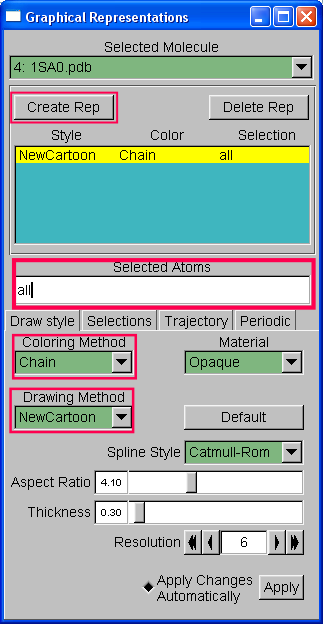 Graphical Representations
Selected Molecule
4: 1SA0.pdb
Create Rep Delete Rep
Style Color Selection
NewCartoon Chain all
Selected Atoms
all
Draw style Selections Trajectory Periodic
Coloring Method Material
Chain Opaque
Drawing Method
NewCartoon Default
Spline Style Catmull-Rom
Aspect Ratio 4.10
Thickness 0.30
Resolution 6
Apply Changes
Automatically Apply